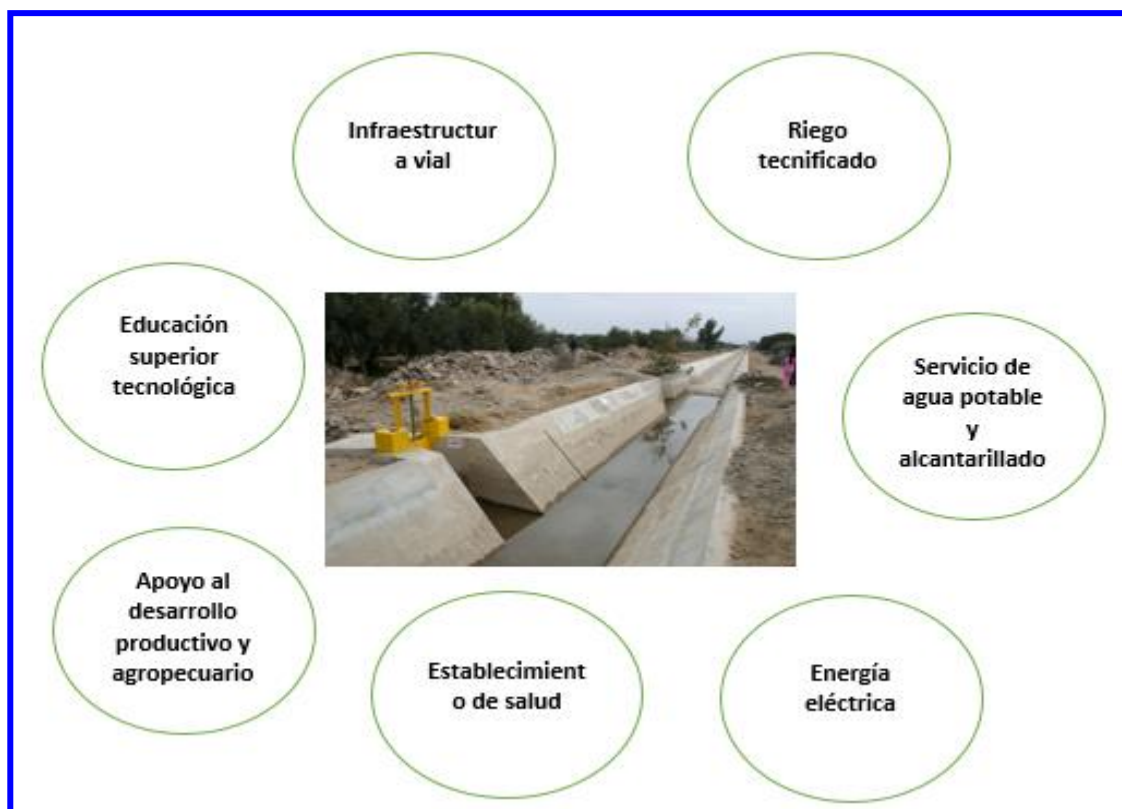 Infraestructur
a vial
Riego
tecnificado
Educación
superior
tecnológica
Servicio de
agua potable
y
alcantarillado
Apoyo al
desarrollo
productivo y
agropecuario
Establecimient
o de salud
Energía
eléctrica